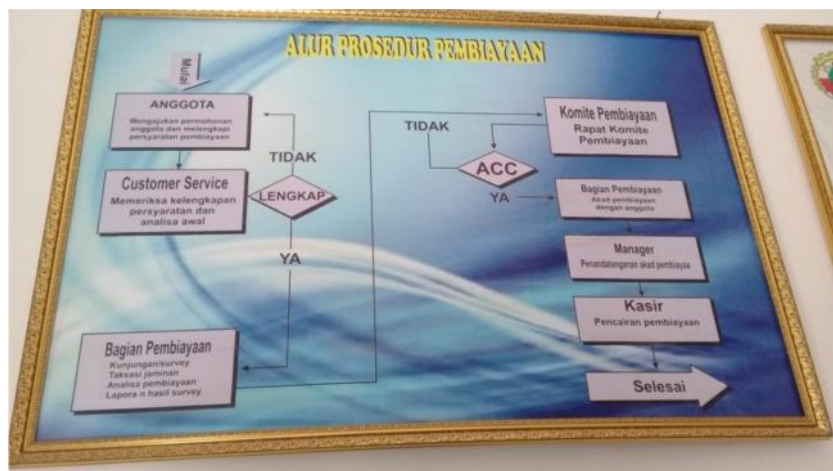 ALUR PROSEDUR PEMBIAYAAN
Mulai
ANGGOTA
Mengajukan permohonan
anggota dan melengkapi
persyaratan pembiayaan
TIDAK
Customer Service
Memeriksa kelengkapan
persyaratan dan
analisa awal
LENGKAP
YA
Bagian Pembiayaan
Kunjungan/survey
Taksasi jaminan
Analisa pembiayaan
Lapora n hasil survey
Komite Pembiayaan
Rapat Komite
Pembiayaan
TIDAK
ACC
YA
Bagian Pembiayaan
Akad pembiayaan
dengan anggota
Manager
Penandatanganan akad pembiayaa
Kasir
Pencairan pembiayaan
Selesai